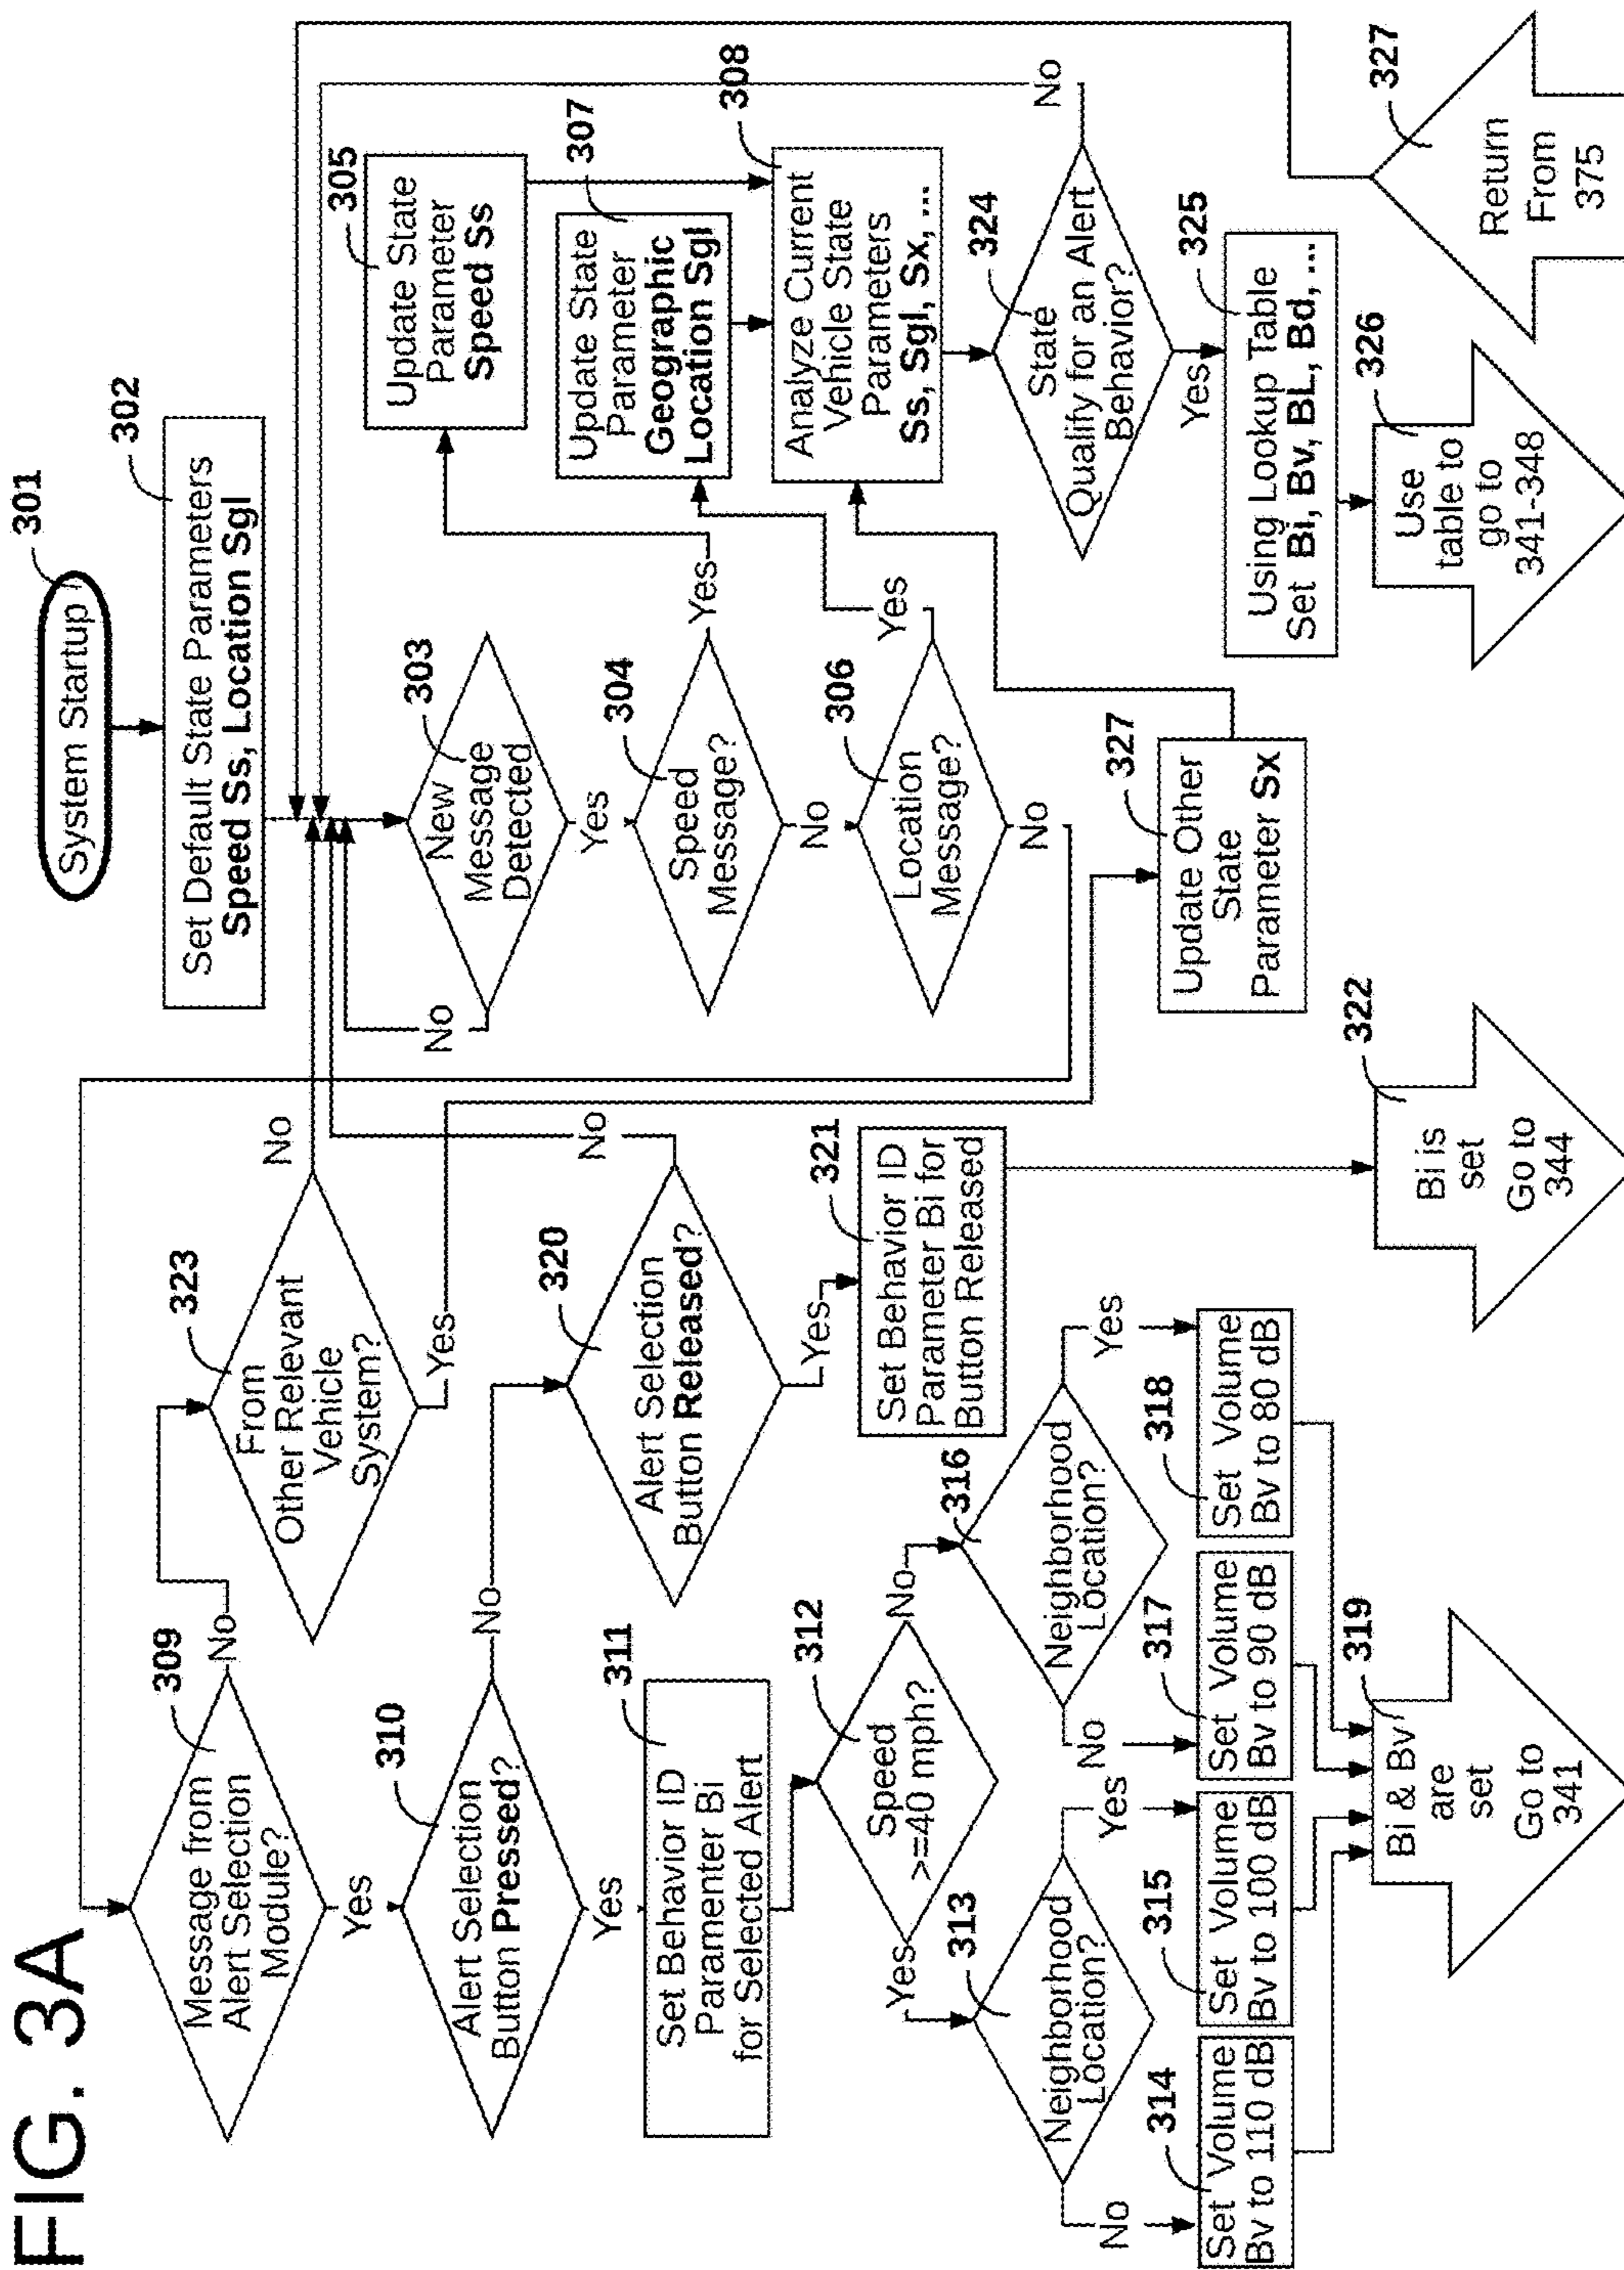 FIG. 3A
301
System Startup
302
Set Default State Parameters
Speed Ss, Location Sgl
303
New
Message
Detected
No
Yes
304
Speed
Message?
Yes
No
305
Update State
Parameter
Speed Ss
306
Location
Message?
Yes
No
307
Update State
Parameter
Geographic
Location Sgl
308
Analyze Current
Vehicle State
Parameters
Ss, Sgl, Sx, ...
324
State
Qualify for an Alert
Behavior?
No
Yes
325
Using Lookup Table
Set Bi, Bv, BL, Bd, ...
326
Use
table to
go to
341-348
327
Return
From
375
327
Update Other
State
Parameter Sx
309
Message from
Alert Selection
Module?
No
Yes
323
From
Other Relevant
Vehicle
System?
No
Yes
310
Alert Selection
Button Pressed?
No
Yes
320
Alert Selection
Button Released?
No
Yes
321
Set Behavior ID
Parameter Bi for
Button Released
322
Bi is
set
Go to
344
311
Set Behavior ID
Paramenter Bi
for Selected Alert
312
Speed
>=40 mph?
Yes
No
313
Neighborhood
Location?
No
Yes
316
Neighborhood
Location?
No
Yes
314
Set Volume
Bv to 110 dB
315
Set Volume
Bv to 100 dB
317
Set Volume
Bv to 90 dB
318
Set Volume
Bv to 80 dB
319
Bi & Bv
are
set
Go to
341